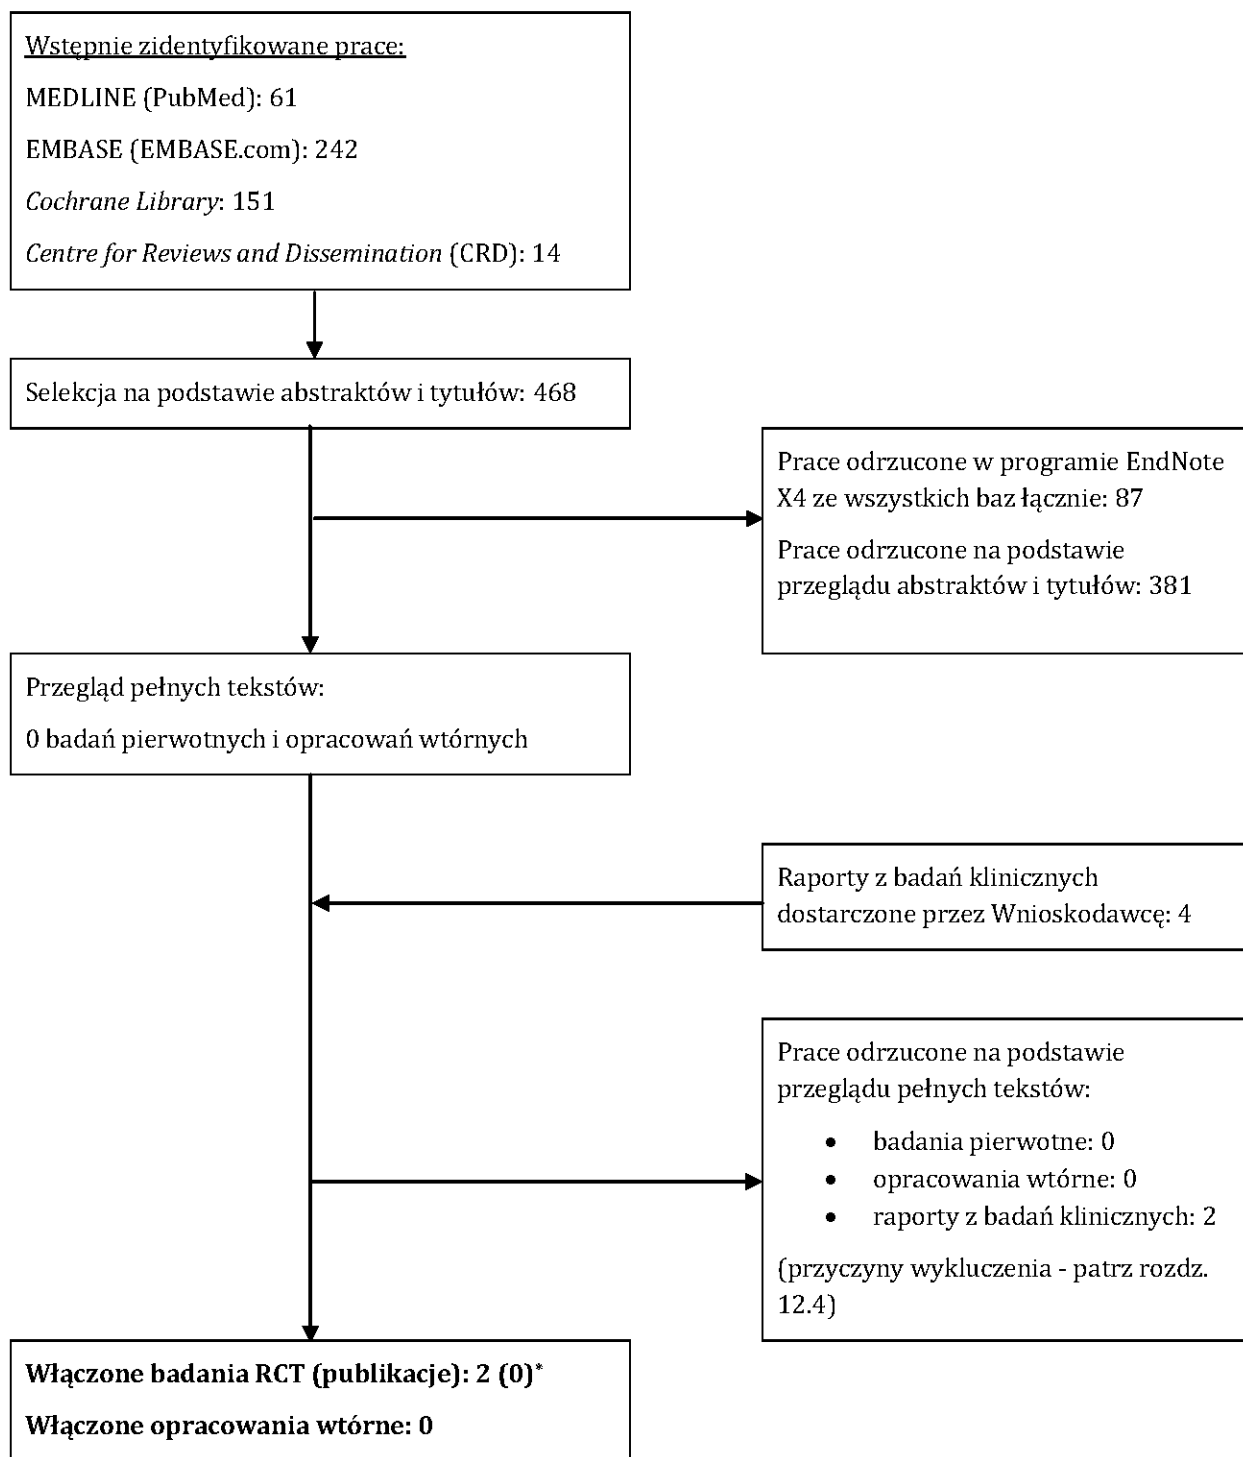 Wstępnie zidentyfikowane prace:
MEDLINE (PubMed): 61
EMBASE (EMBASE.com): 242
Cochrane Library: 151
Centre for Reviews and Dissemination (CRD): 14
Selekcja na podstawie abstraktów i tytułów: 468
Prace odrzucone w programie EndNote
X4 ze wszystkich baz łącznie: 87
Prace odrzucone na podstawie
przeglądu abstraktów i tytułów: 381
Przegląd pełnych tekstów:
0 badań pierwotnych i opracowań wtórnych
Raporty z badań klinicznych
dostarczone przez Wnioskodawcę: 4
Prace odrzucone na podstawie
przeglądu pełnych tekstów:
• badania pierwotne: 0
• opracowania wtórne: 0
• raporty z badań klinicznych: 2
(przyczyny wykluczenia - patrz rozdz.
12.4)
Włączone badania RCT (publikacje): 2 (0)*
Włączone opracowania wtórne: 0